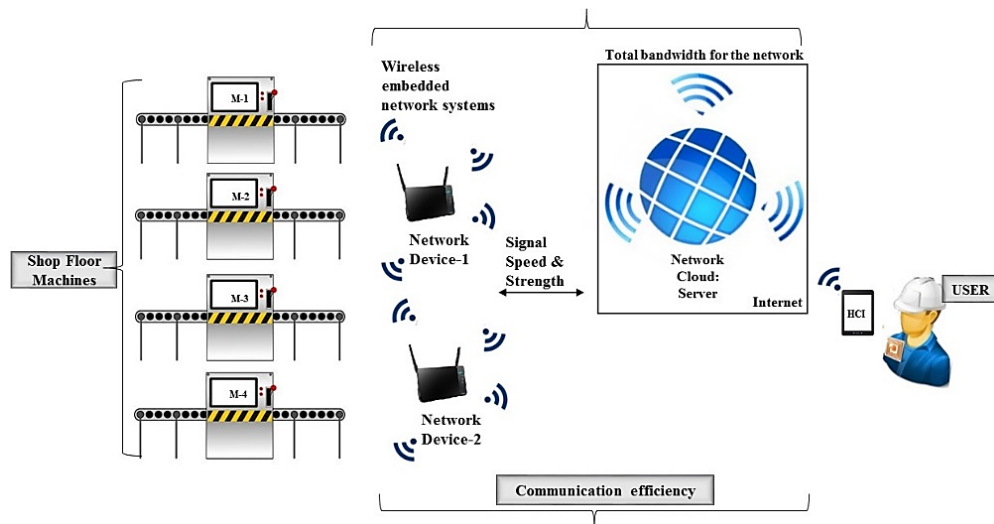 Total bandwidth for the network
Wireless
embedded
network systems
M-1
M-2
M-3
M-4
Shop Floor
Machines
Network
Device-1
Network
Device-2
Signal
Speed &
Strength
Network
Cloud:
Server
Internet
HCI
USER
Communication efficiency